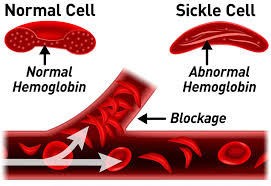 Normal Cell
Sickle Cell
Normal
Hemoglobin
Abnormal
Hemoglobin
Blockage